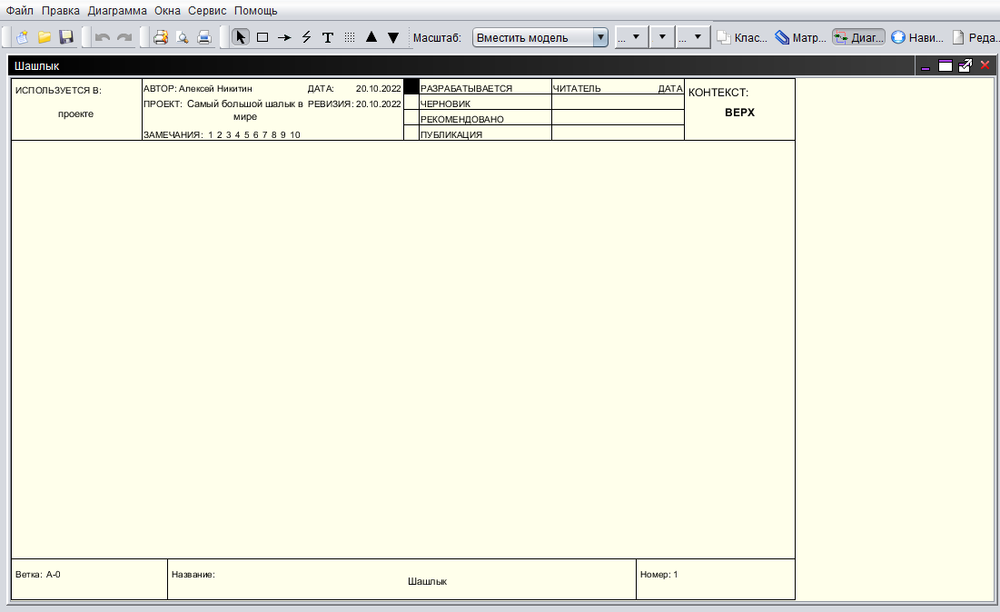 Файл Правка Диаграмма Окна Сервис Помощь
Масштаб: Вместить модель ... ... Клас... Матр... Диаг... Нави... Реда...
Шашлык
ИСПОЛЬЗУЕТСЯ В:
проекте
АВТОР: Алексей Никитин ДАТА: 20.10.2022
ПРОЕКТ: Самый большой шалык в мире РЕВИЗИЯ: 20.10.2022
ЗАМЕЧАНИЯ: 1 2 3 4 5 6 7 8 9 10
РАЗРАБАТЫВАЕТСЯ
ЧЕРНОВИК
РЕКОМЕНДОВАНО
ПУБЛИКАЦИЯ
ЧИТАТЕЛЬ ДАТА
КОНТЕКСТ:
ВЕРХ
Ветка: A-0
Название:
Шашлык
Номер: 1